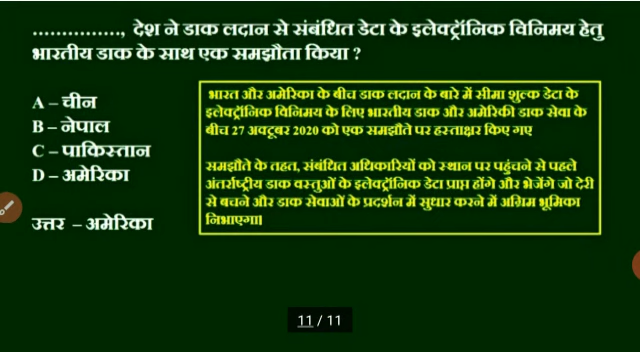 ..............., देश ने डाक लदान से संबंधित डेटा के इलेक्ट्रॉनिक विनिमय हेतु
भारतीय डाक के साथ एक समझौता किया ?
A – चीन
B – नेपाल
C – पाकिस्तान
D – अमेरिका
उत्तर – अमेरिका
भारत और अमेरिका के बीच डाक लदान के बारे में सीमा शुल्क डेटा के
इलेक्ट्रॉनिक विनिमय के लिए भारतीय डाक और अमेरिकी डाक सेवा के
बीच 27 अक्टूबर 2020 को एक समझौते पर हस्ताक्षर किए गए
समझौते के तहत, संबंधित अधिकारियों को स्थान पर पहुंचने से पहले
अंतर्राष्ट्रीय डाक वस्तुओं के इलेक्ट्रॉनिक डेटा प्राप्त होंगे और भेजेंगे जो देरी
से बचने और डाक सेवाओं के प्रदर्शन में सुधार करने में अग्रिम भूमिका
निभाएगा|
11 / 11